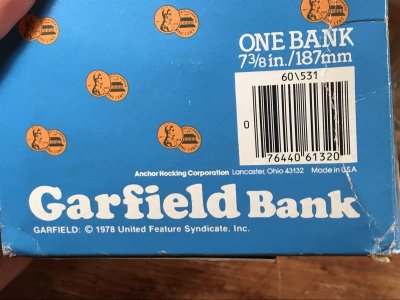 ONE BANK
7 3/8 in./187mm
60\531
0
76440 61320
Anchor Hocking Corporation Lancaster, Ohio 43132 Made in U.S.A.
Garfield Bank
GARFIELD: © 1978 United Feature Syndicate, Inc.